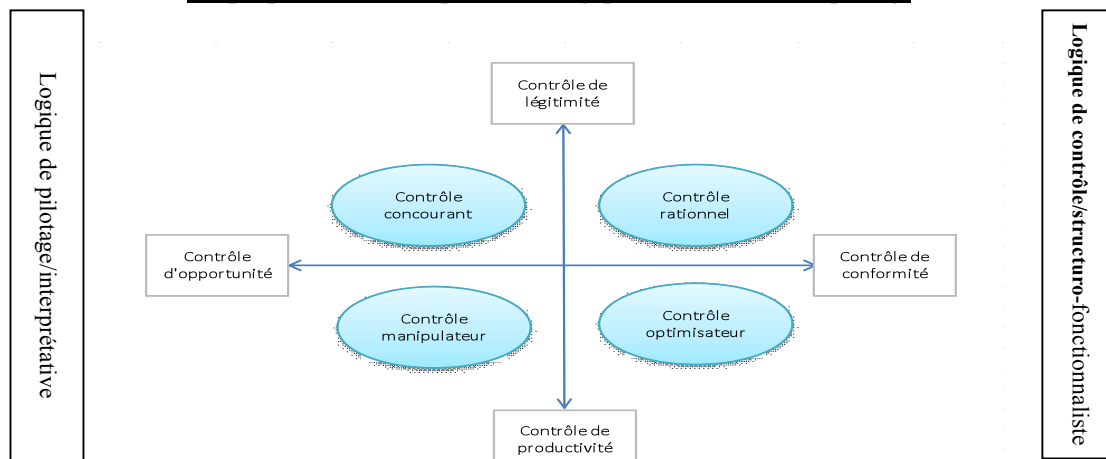 Logique de pilotage/interprétative
Contrôle de
légitimité
Contrôle
concourant
Contrôle
rationnel
Contrôle
d'opportunité
Contrôle de
conformité
Contrôle
manipulateur
Contrôle
optimisateur
Contrôle de
productivité
Logique de contrôle/structuro-fonctionnaliste